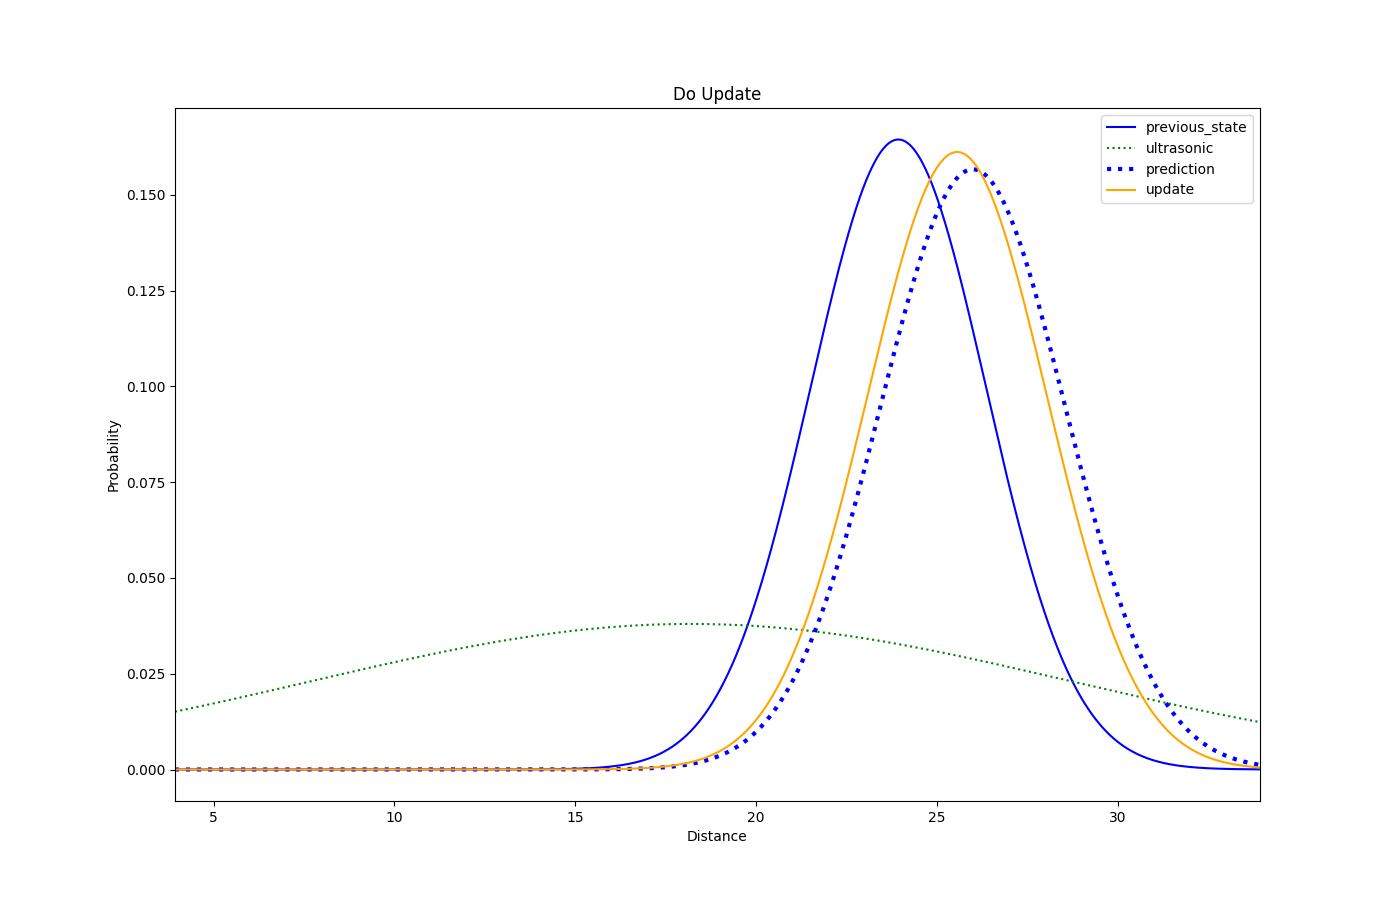 Do Update
previous_state
ultrasonic
prediction
update
Probability
0.150
0.125
0.100
0.075
0.050
0.025
0.000
5 10 15 20 25 30
Distance